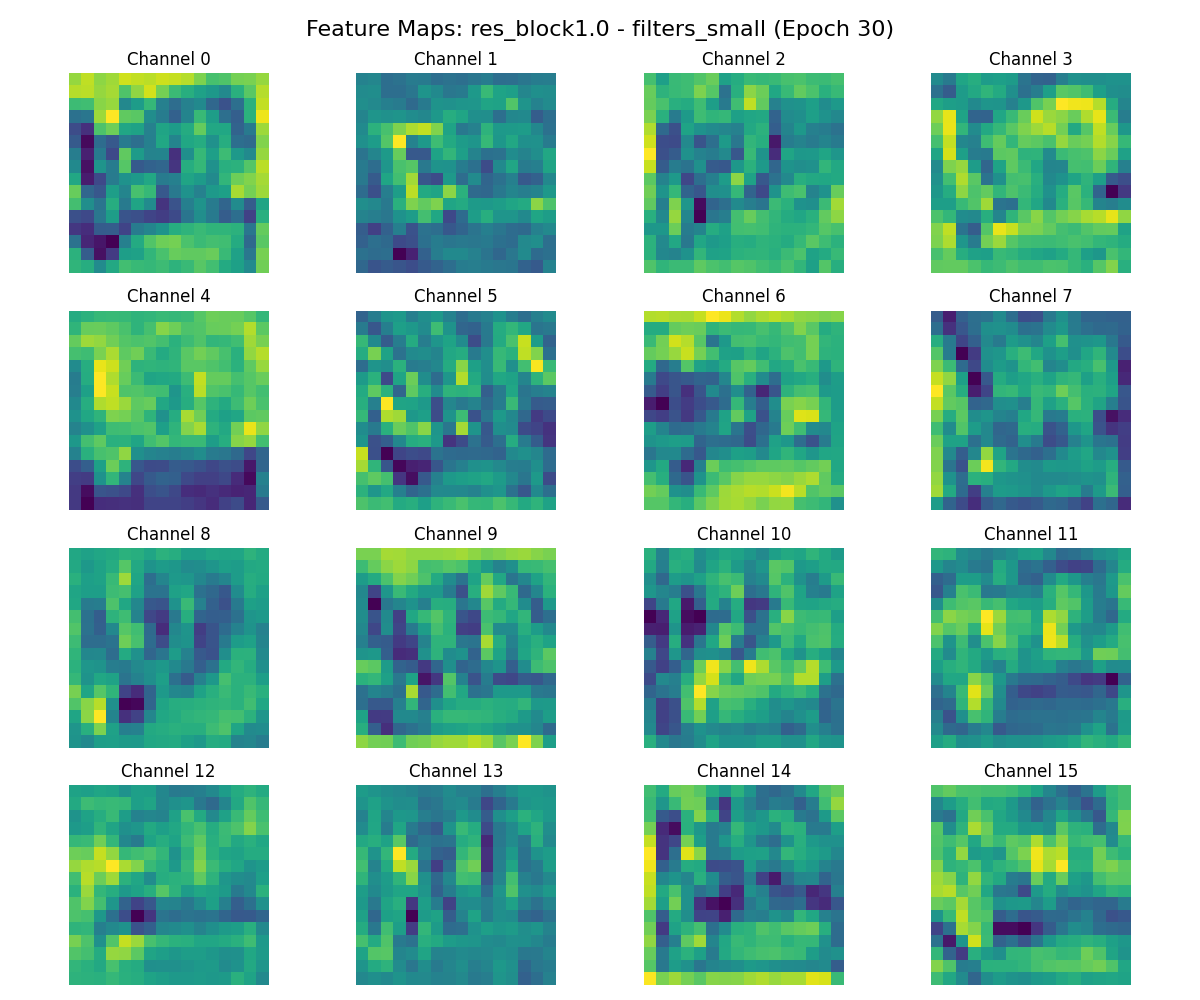 Feature Maps: res_block1.0 - filters_small (Epoch 30)
Channel 0 Channel 1 Channel 2 Channel 3
Channel 4 Channel 5 Channel 6 Channel 7
Channel 8 Channel 9 Channel 10 Channel 11
Channel 12 Channel 13 Channel 14 Channel 15